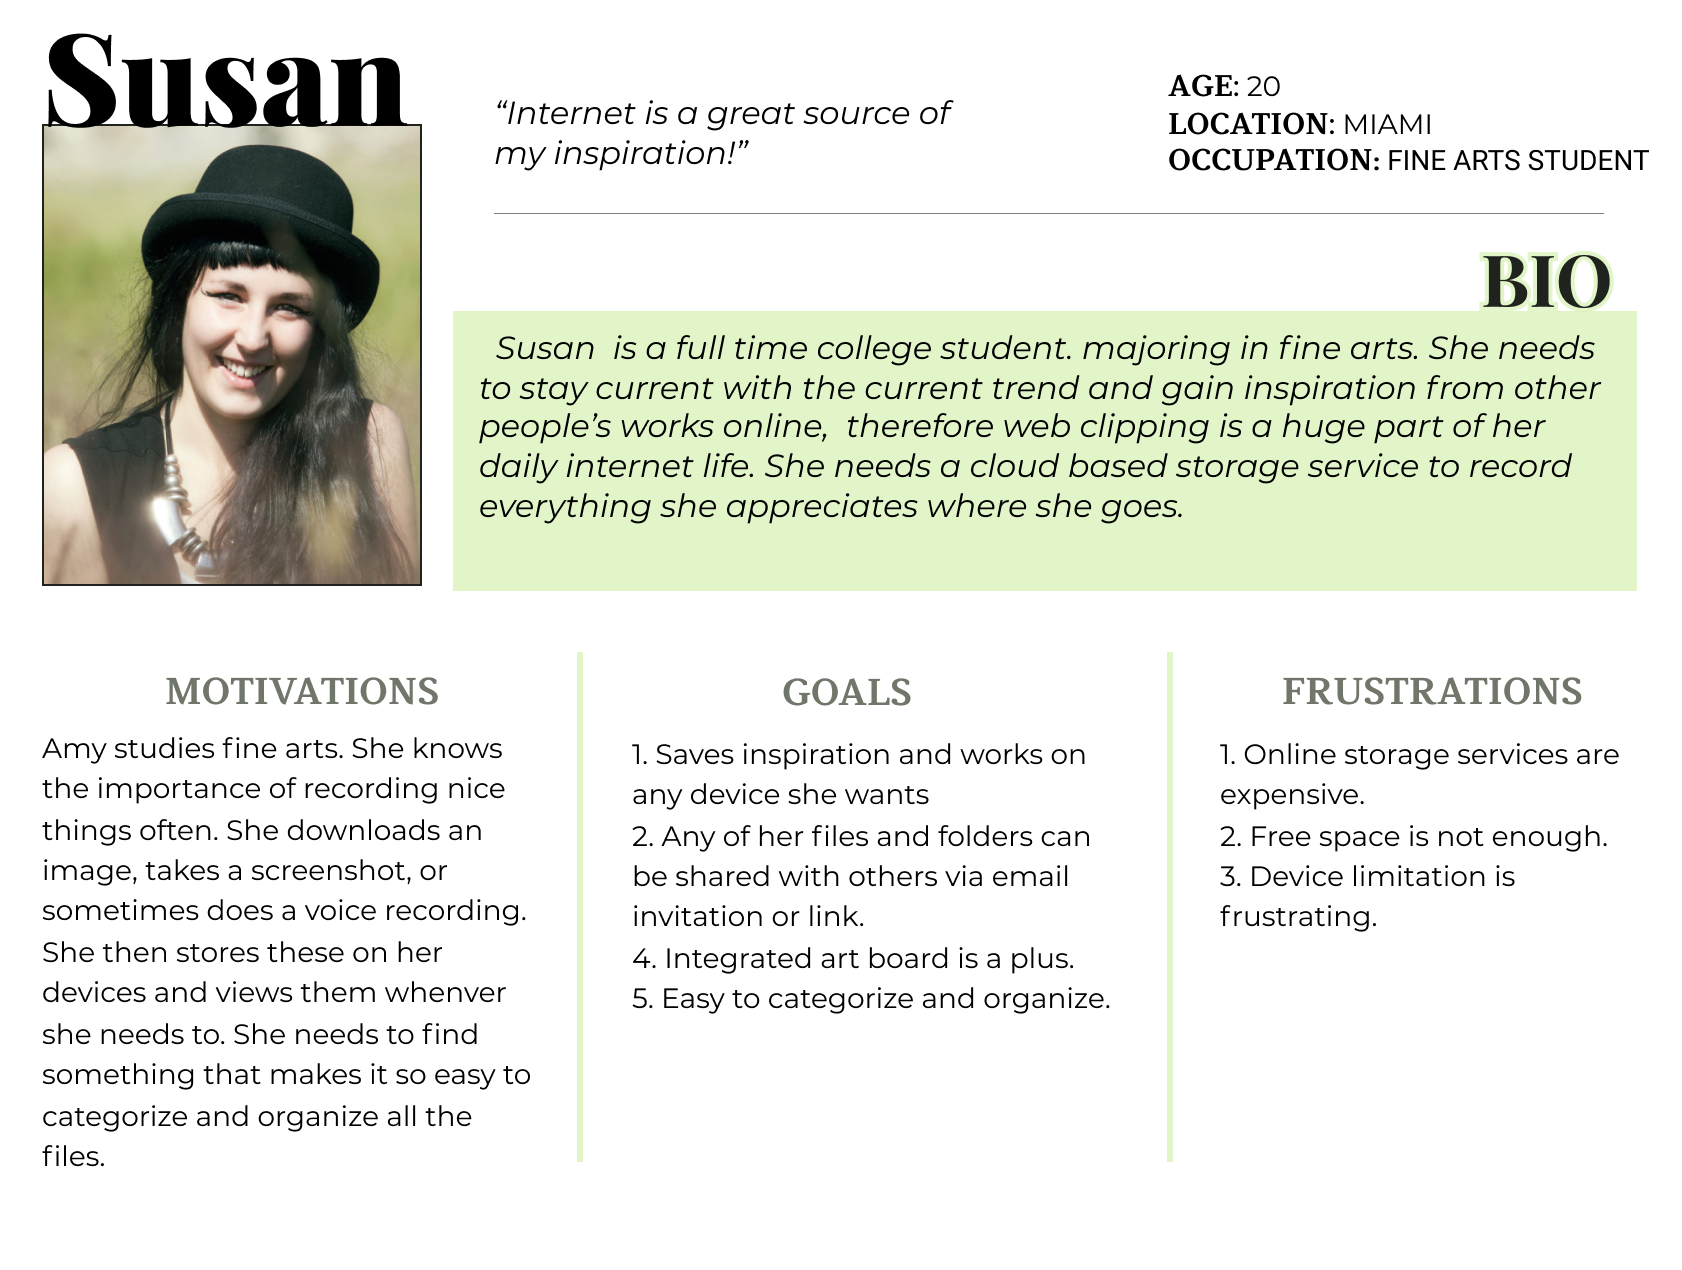 Susan
“Internet is a great source of
my inspiration!”
AGE: 20
LOCATION: MIAMI
OCCUPATION: FINE ARTS STUDENT
BIO
Susan  is a full time college student. majoring in fine arts. She needs
to stay current with the current trend and gain inspiration from other
people’s works online,  therefore web clipping is a huge part of her
daily internet life. She needs a cloud based storage service to record
everything she appreciates where she goes.
MOTIVATIONS
Amy studies fine arts. She knows
the importance of recording nice
things often. She downloads an
image, takes a screenshot, or
sometimes does a voice recording.
She then stores these on her
devices and views them whenver
she needs to. She needs to find
something that makes it so easy to
categorize and organize all the
files.
GOALS
1. Saves inspiration and works on
any device she wants
2. Any of her files and folders can
be shared with others via email
invitation or link.
4. Integrated art board is a plus.
5. Easy to categorize and organize.
FRUSTRATIONS
1. Online storage services are
expensive.
2. Free space is not enough.
3. Device limitation is
frustrating.